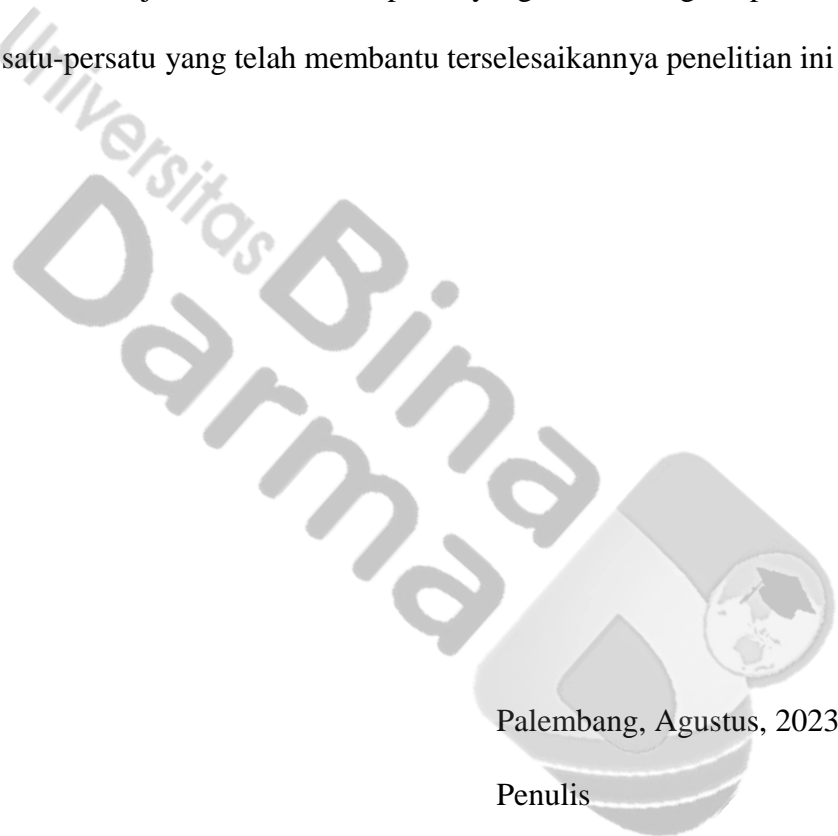 satu-persatu yang telah membantu terselesaikannya penelitian ini
Universitas
Bina
Darma
Palembang, Agustus, 2023
Penulis